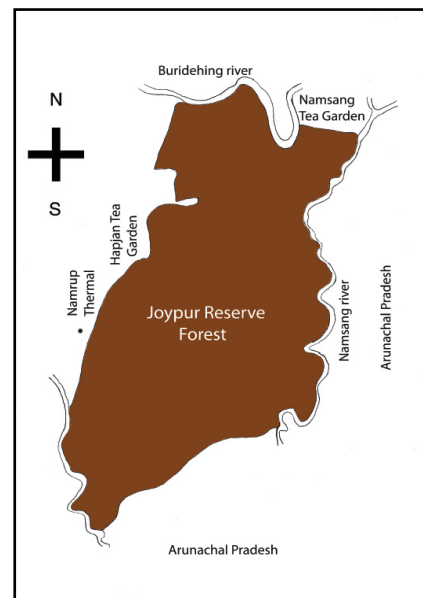 Buridehing river
N
Namsang
Tea Garden
S
Hapjan Tea
Garden
Namrup
Thermal
Joypur Reserve
Forest
Namsang river
Arunachal Pradesh
Arunachal Pradesh